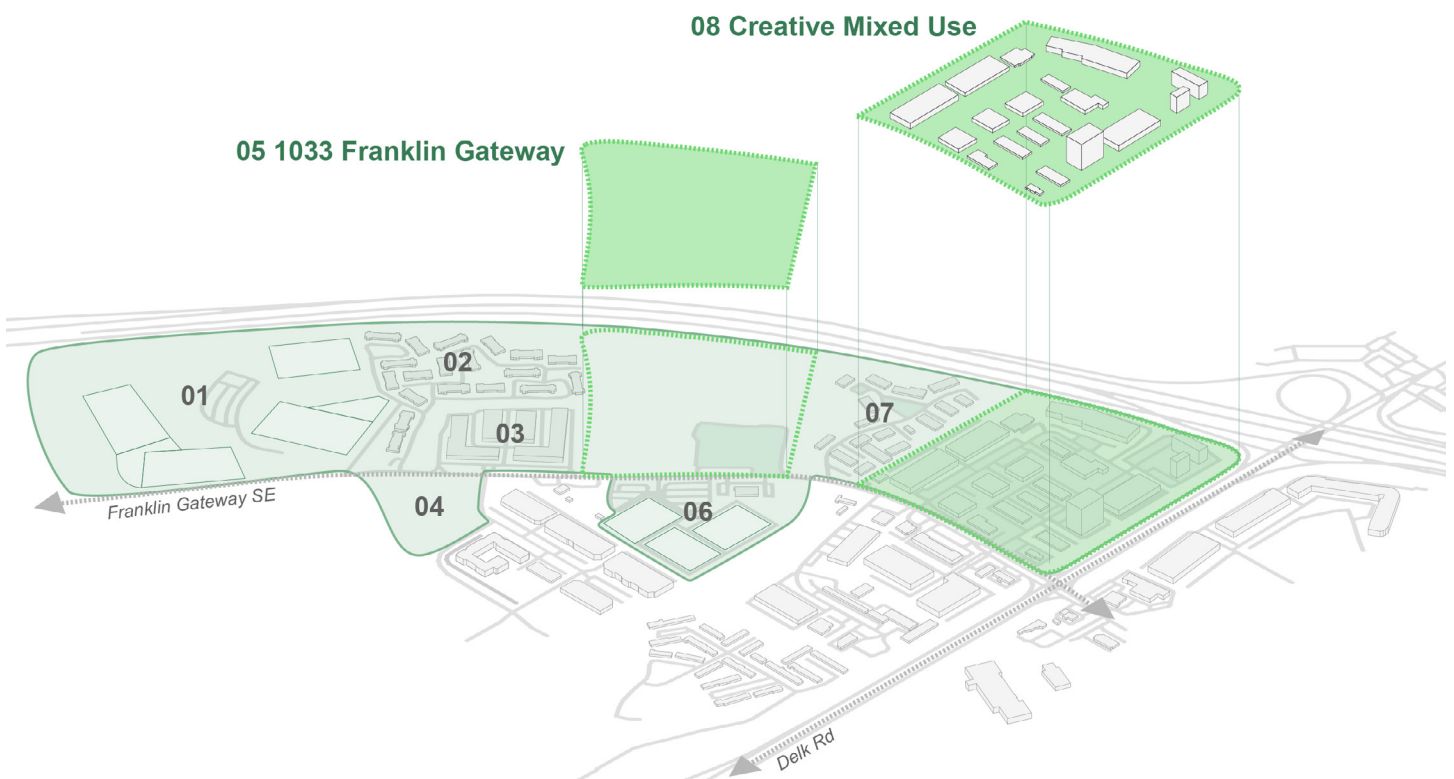 08 Creative Mixed Use
05 1033 Franklin Gateway
01
02
03
07
04
06
Franklin Gateway SE
Delk Rd